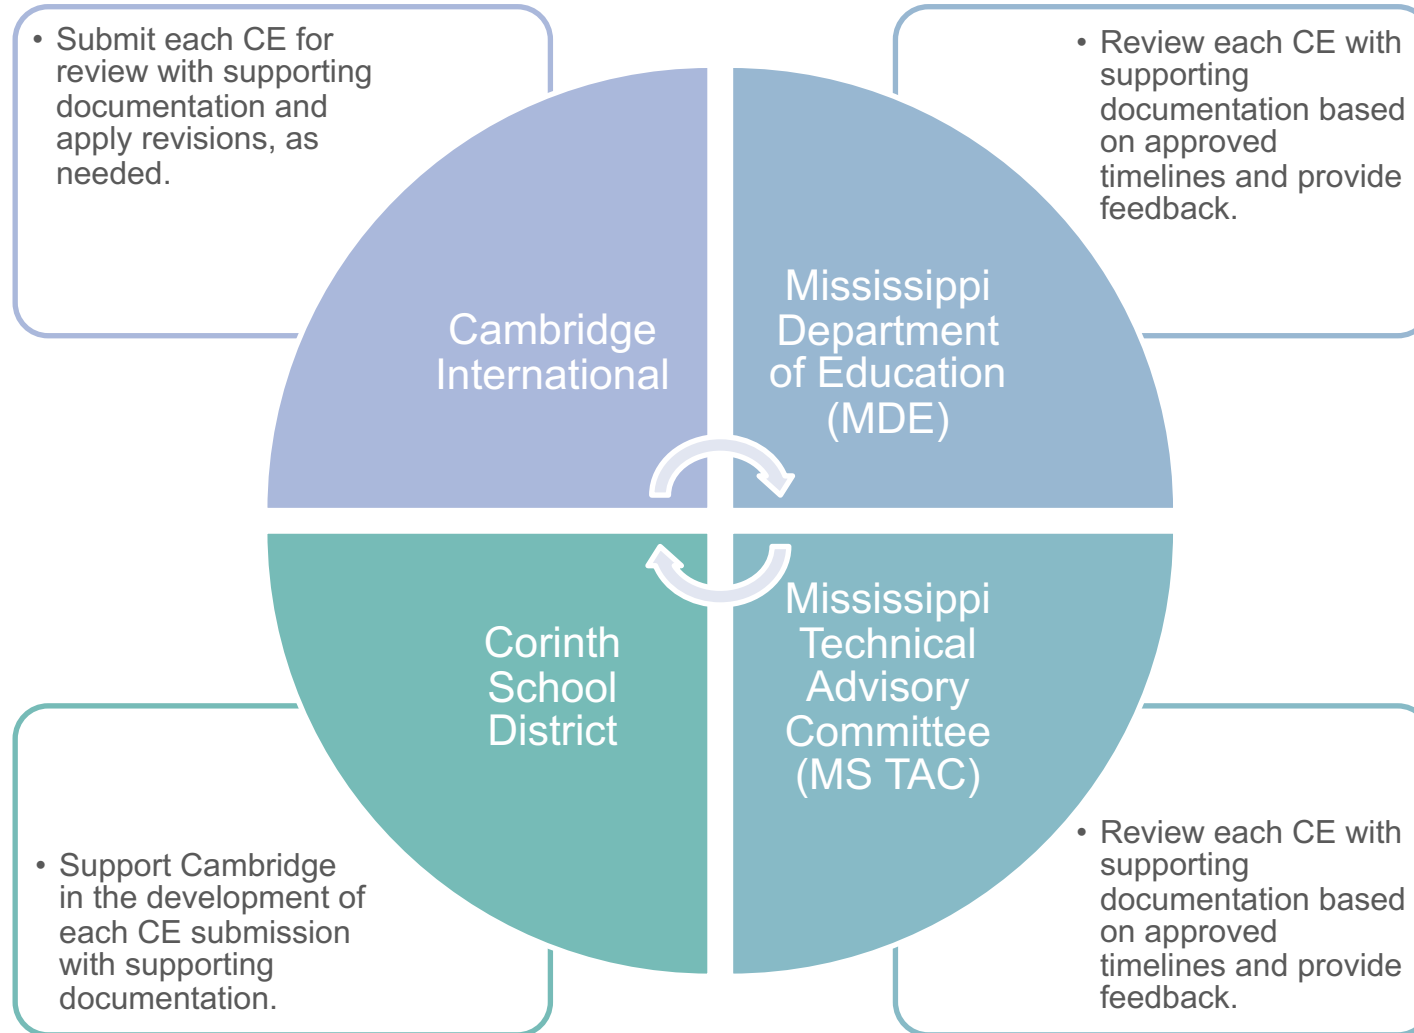 • Submit each CE for
review with supporting
documentation and
apply revisions, as
needed.
• Review each CE with
supporting
documentation based
on approved
timelines and provide
feedback.
Cambridge
International
Mississippi
Department
of Education
(MDE)
Corinth
School
District
Mississippi
Technical
Advisory
Committee
(MS TAC)
• Support Cambridge
in the development of
each CE submission
with supporting
documentation.
• Review each CE with
supporting
documentation based
on approved
timelines and provide
feedback.